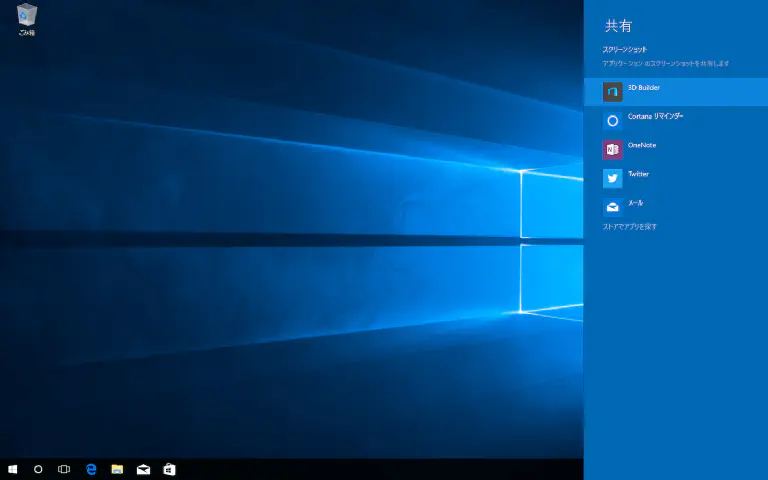 ごみ箱
共有
スクリーンショット
アプリケーション のスクリーンショットを共有します
3D Builder
Cortana リマインダー
OneNote
Twitter
メール
ストアでアプリを探す